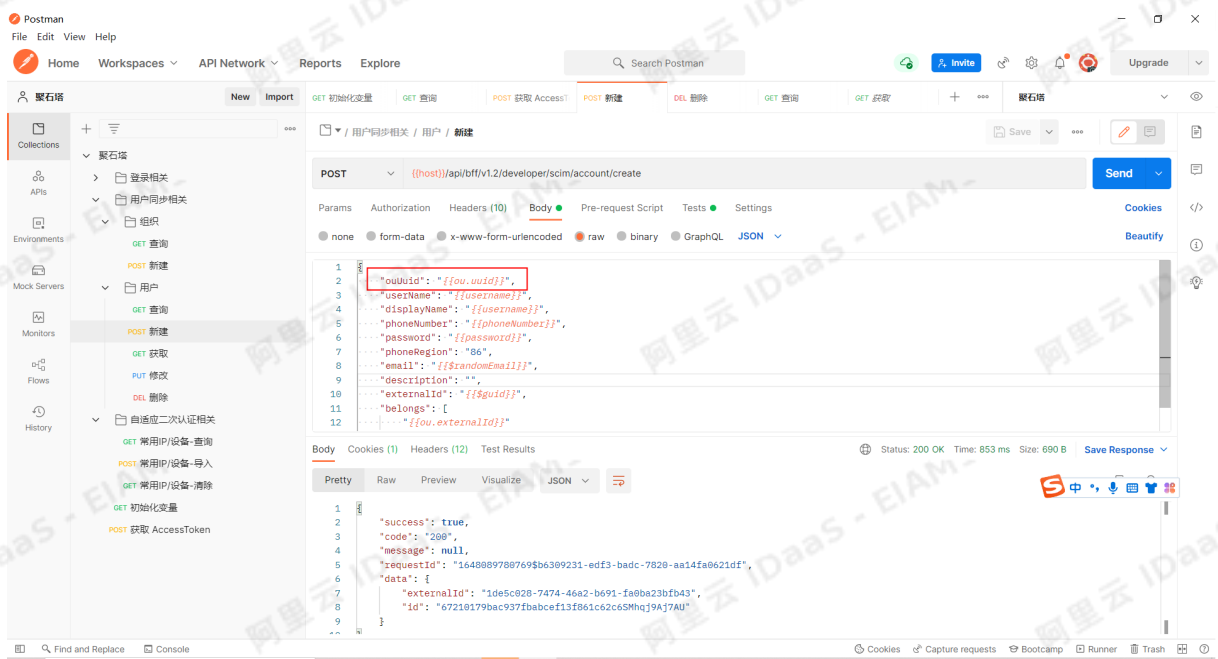 Postman
File Edit View Help
Home Workspaces API Network Reports Explore
Search Postman
Invite
Upgrade
聚石塔
New Import
GET 初始化变量 GET 查询 POST 获取 AccessT POST 新建 DEL 删除 GET 查询 GET 获取
聚石塔
Collections
APIs
Environments
Mock Servers
Monitors
Flows
History
聚石塔
登录相关
用户同步相关
组织
GET 查询
POST 新建
用户
GET 查询
POST 新建
GET 获取
PUT 修改
DEL 删除
自适应二次认证相关
GET 常用IP/设备-查询
POST 常用IP/设备-导入
GET 常用IP/设备-清除
GET 初始化变量
POST 获取 AccessToken
/ 用户同步相关 / 用户 / 新建
Save
POST {{host}}/api/bff/v1.2/developer/scim/account/create
Send
Params Authorization Headers (10) Body Pre-request Script Tests Settings
Cookies
none form-data x-www-form-urlencoded raw binary GraphQL JSON
Beautify
1 {
2 "ouUuid": "{{ou.uuid}}",
3 "userName": "{{username}}",
4 "displayName": "{{username}}",
5 "phoneNumber": "{{phoneNumber}}",
6 "password": "{{password}}",
7 "phoneRegion": "86",
8 "email": "{{$randomEmail}}",
9 "description": "",
10 "externalId": "{{$guid}}",
11 "belongs": [
12 "{{ou.externalId}}"
Body Cookies (1) Headers (12) Test Results
Status: 200 OK Time: 853 ms Size: 690 B Save Response
Pretty Raw Preview Visualize JSON
中
1 {
2 "success": true,
3 "code": "200",
4 "message": null,
5 "requestId": "1648089780769$b6309231-edf3-badc-7820-aa14fa0621df",
6 "data": {
7 "externalId": "1de5c028-7474-46a2-b691-fa0ba23bfb43",
8 "id": "67210179bac937fbabcef13f861c62c6SMhqj9Aj7AU"
9 }
10 }
Find and Replace Console
Cookies Capture requests Bootcamp Runner Trash
阿里云 IDaaS - EIAM-